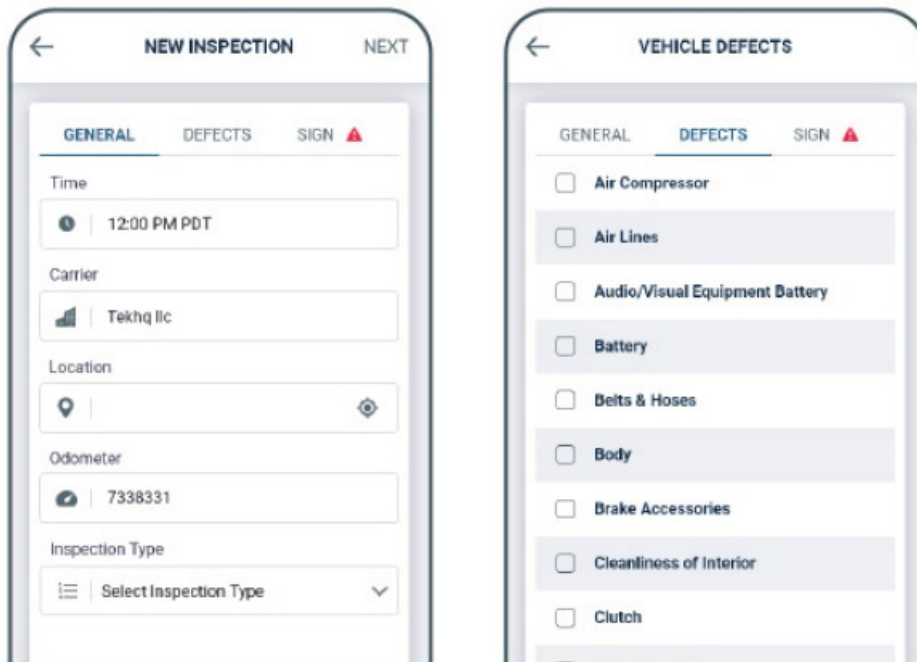 NEW INSPECTION NEXT
GENERAL DEFECTS SIGN
Time
12:00 PM PDT
Carrier
Tekhq llc
Location
Odometer
7338331
Inspection Type
Select Inspection Type
VEHICLE DEFECTS
GENERAL DEFECTS SIGN
Air Compressor
Air Lines
Audio/Visual Equipment Battery
Battery
Belts & Hoses
Body
Brake Accessories
Cleanliness of Interior
Clutch